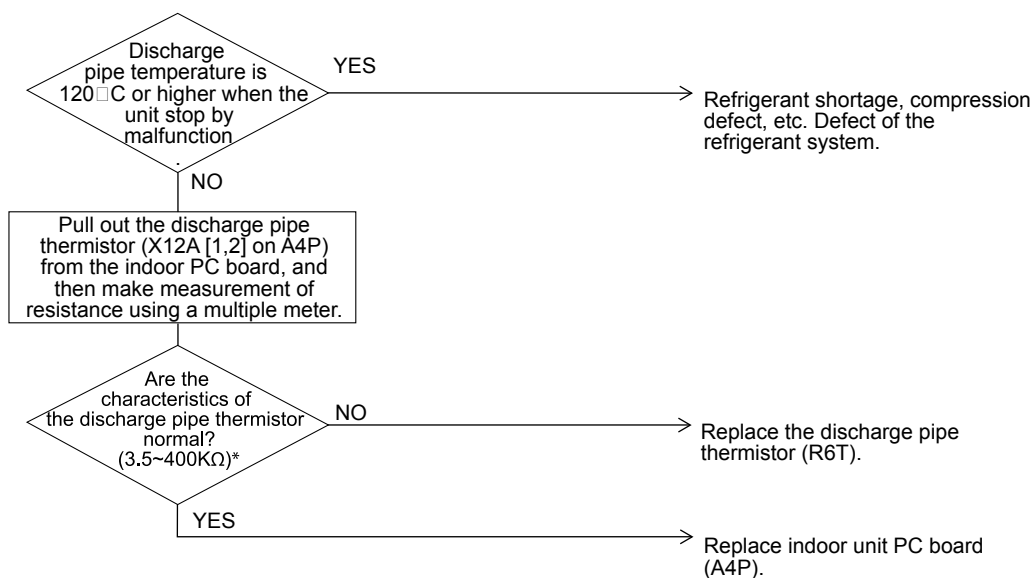 Discharge
pipe temperature is
120□C or higher when the
unit stop by
malfunction
.
YES
Refrigerant shortage, compression
defect, etc. Defect of the
refrigerant system.
NO
Pull out the discharge pipe
thermistor (X12A [1,2] on A4P)
from the indoor PC board, and
then make measurement of
resistance using a multiple meter.
Are the
characteristics of
the discharge pipe thermistor
normal?
(3.5~400KΩ)*
NO
Replace the discharge pipe
thermistor (R6T).
YES
Replace indoor unit PC board
(A4P).